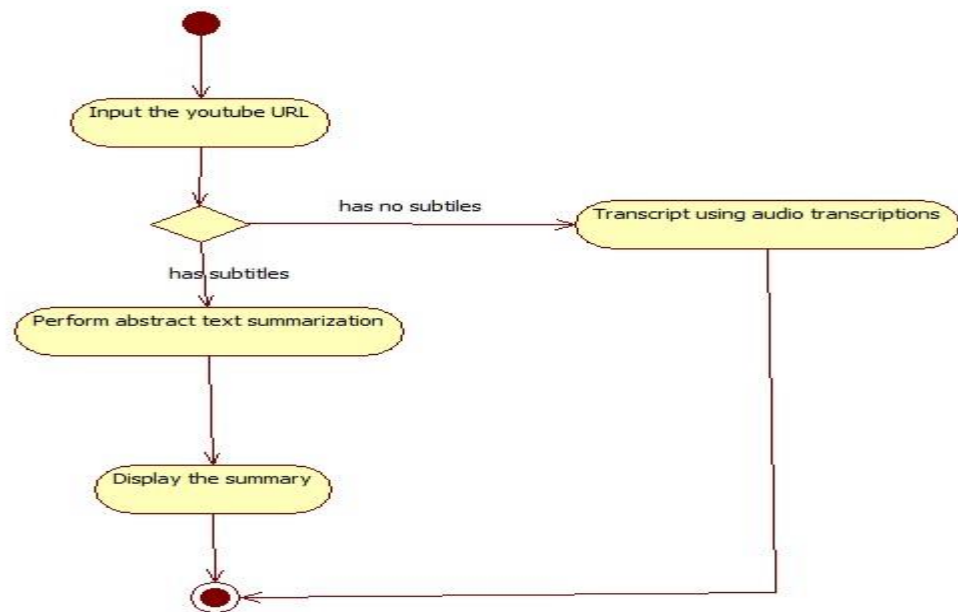 Input the youtube URL
has no subtiles
Transcript using audio transcriptions
has subtitles
Perform abstract text summarization
Display the summary